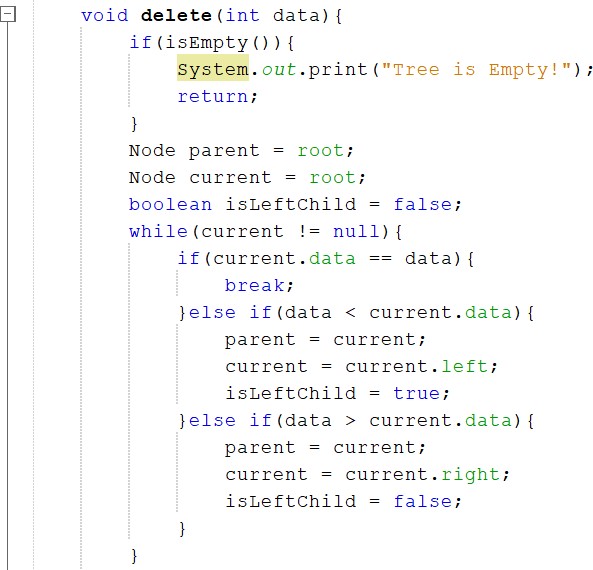 void delete(int data){
if(isEmpty()){
System.out.print("Tree is Empty!");
return;
}
Node parent = root;
Node current = root;
boolean isLeftChild = false;
while(current != null){
if(current.data == data){
break;
}else if(data < current.data){
parent = current;
current = current.left;
isLeftChild = true;
}else if(data > current.data){
parent = current;
current = current.right;
isLeftChild = false;
}
}